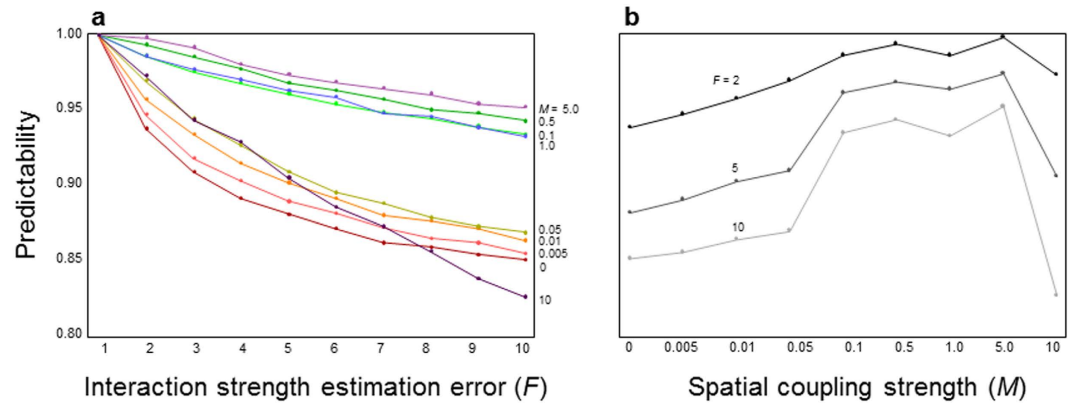 a
Predictability
1.00
0.95
0.90
0.85
0.80
M = 5.0
0.5
0.1
1.0
0.05
0.01
0.005
0
10
1 2 3 4 5 6 7 8 9 10
Interaction strength estimation error (F)
b
F = 2
5
10
0 0.005 0.01 0.05 0.1 0.5 1.0 5.0 10
Spatial coupling strength (M)